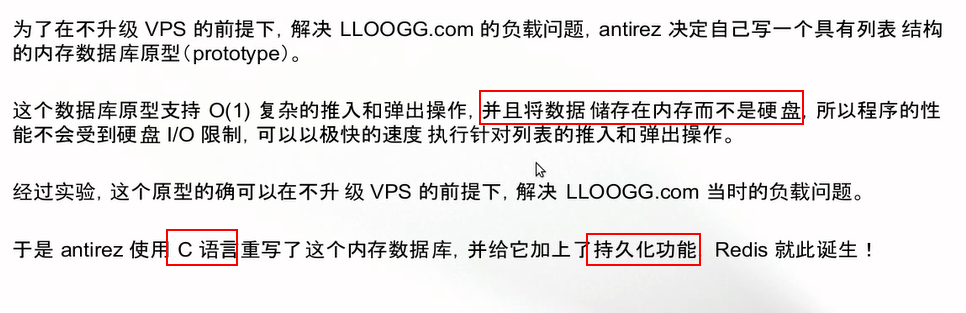 为了在不升级 VPS 的前提下, 解决 LLOOGG.com 的负载问题, antirez 决定自己写一个具有列表结构
的内存数据库原型（prototype）。
这个数据库原型支持 O(1) 复杂的推入和弹出操作, 并且将数据储存在内存而不是硬盘, 所以程序的性
能不会受到硬盘 I/O 限制, 可以以极快的速度执行针对列表的推入和弹出操作。
经过实验, 这个原型的确可以在不升级 VPS 的前提下, 解决 LLOOGG.com 当时的负载问题。
于是 antirez 使用 C 语言重写了这个内存数据库, 并给它加上了持久化功能, Redis 就此诞生！